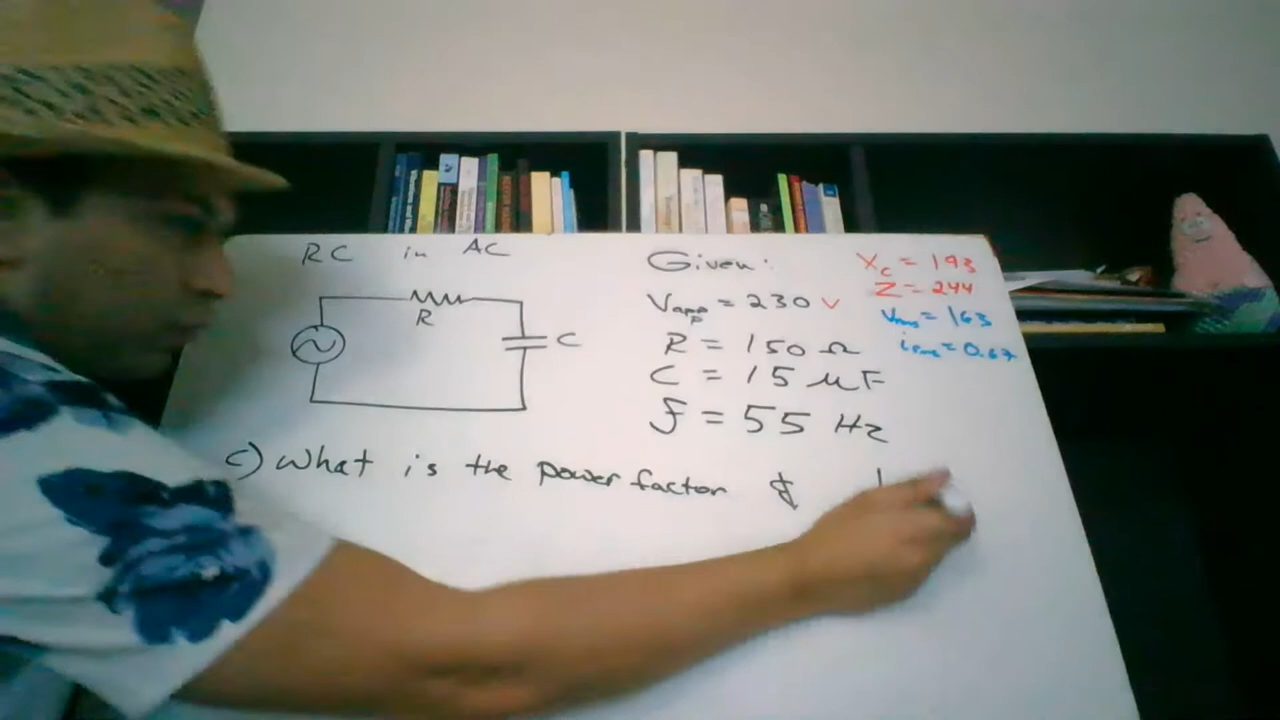 RC in AC
R
C
Given:
Vapp = 230 V
R = 150 Ω
C = 15 μF
f = 55 Hz
Xc = 193
Z = 244
Vrms = 163
irms = 0.67
c) What is the power factor &